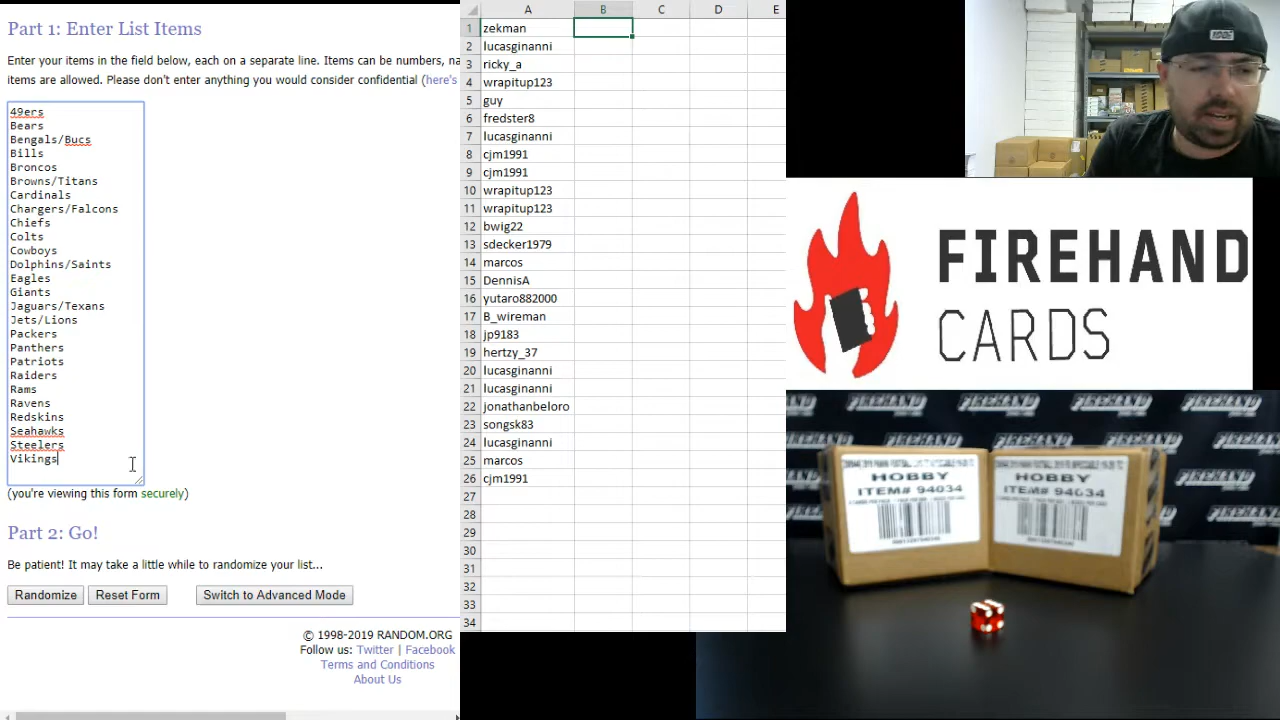 Part 1: Enter List Items
Enter your items in the field below, each on a separate line. Items can be numbers, na
items are allowed. Please don't enter anything you would consider confidential (here's
49ers
Bears
Bengals/Bucs
Bills
Broncos
Browns/Titans
Cardinals
Chargers/Falcons
Chiefs
Colts
Cowboys
Dolphins/Saints
Eagles
Giants
Jaguars/Texans
Jets/Lions
Packers
Panthers
Patriots
Raiders
Rams
Ravens
Redskins
Seahawks
Steelers
Vikings
(you're viewing this form securely)
Part 2: Go!
Be patient! It may take a little while to randomize your list...
Randomize
Reset Form
Switch to Advanced Mode
© 1998-2019 RANDOM.ORG
Follow us: Twitter | Facebook
Terms and Conditions
About Us
A B C D E
1 zekman
2 lucasginanni
3 ricky_a
4 wrapitup123
5 guy
6 fredster8
7 lucasginanni
8 cjm1991
9 cjm1991
10 wrapitup123
11 wrapitup123
12 bwig22
13 sdecker1979
14 marcos
15 DennisA
16 yutaro882000
17 B_wireman
18 jp9183
19 hertzy_37
20 lucasginanni
21 lucasginanni
22 jonathanbeloro
23 songsk83
24 lucasginanni
25 marcos
26 cjm1991
27
28
29
30
31
32
33
34
FIREHAND
CARDS
FIREHAND
HOBBY
ITEM# 94034
HOBBY
ITEM# 94034